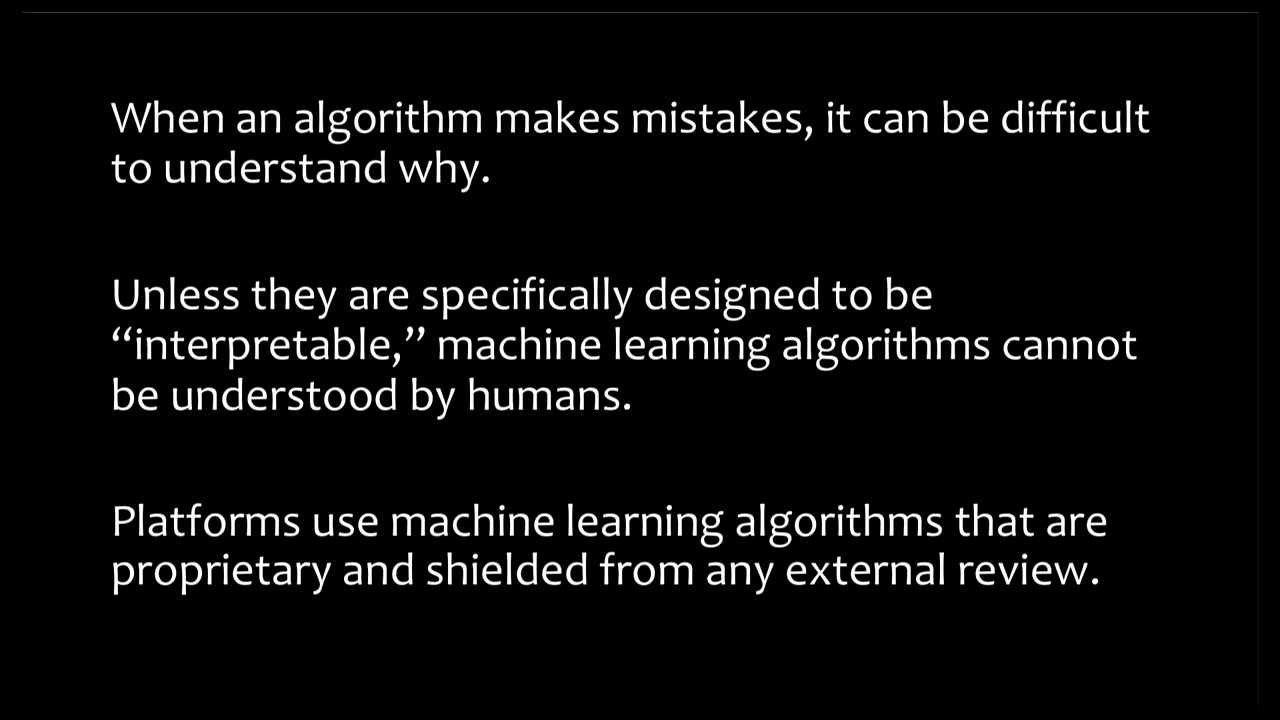 When an algorithm makes mistakes, it can be difficult
to understand why.
Unless they are specifically designed to be
“interpretable,” machine learning algorithms cannot
be understood by humans.
Platforms use machine learning algorithms that are
proprietary and shielded from any external review.